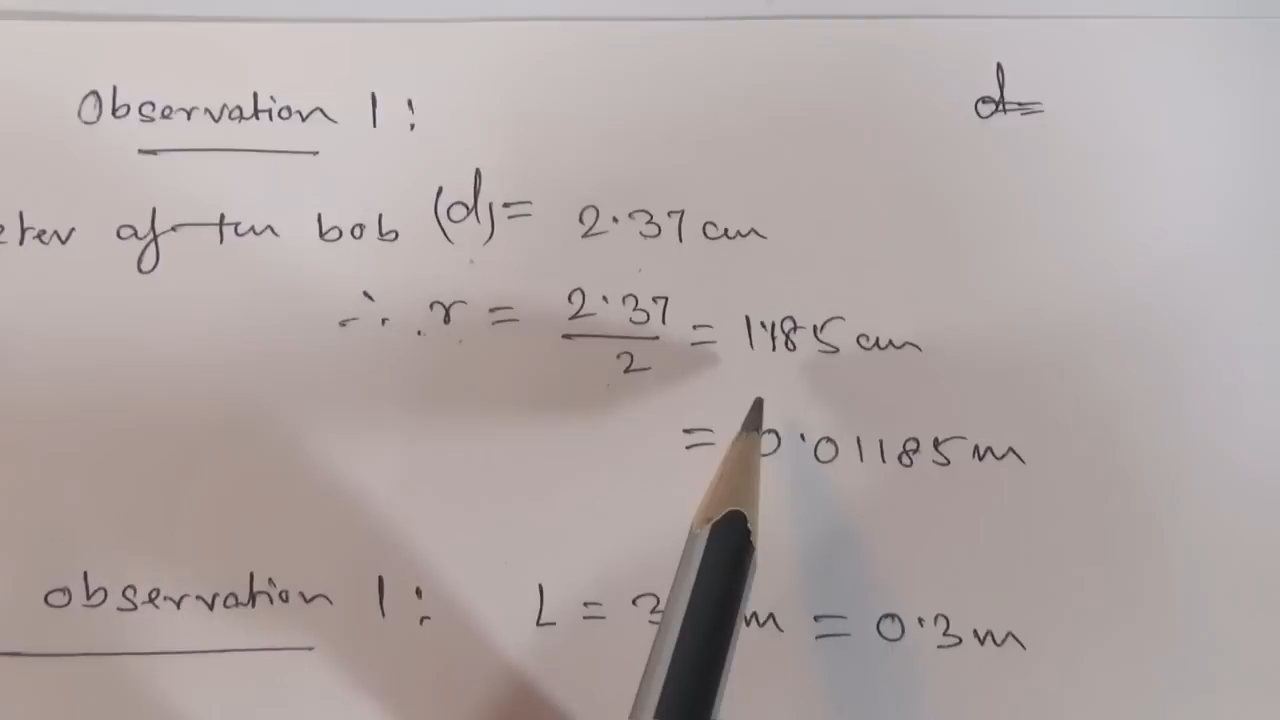 d=
Observation 1:
eter of the bob (d) = 2.37 cm
∴ r = 2.37/2 = 1.185 cm
= 0.01185 m
observation 1: L = 3 m = 0.3 m